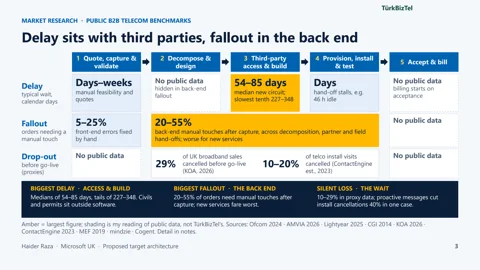 TürkBizTel
MARKET RESEARCH • PUBLIC B2B TELECOM BENCHMARKS
Delay sits with third parties, fallout in the back end
1 Quote, capture &
validate
2 Decompose &
design
3 Third-party
access & build
4 Provision, install
& test
5 Accept & bill
Delay
typical wait,
calendar days
Days–weeks
manual feasibility and
quotes
No public data
hidden in back-end
fallout
54–85 days
median new circuit;
slowest tenth 227–348
Days
hand-off stalls, e.g.
46 h idle
No public data
billing starts on
acceptance
Fallout
orders needing a
manual touch
5–25%
front-end errors fixed
by hand
20–55%
back-end manual touches after capture; across decomposition, partner and field
hand-offs; worse for new services
No public data
Drop-out
before go-live
(proxies)
No public data
29%
of UK broadband sales
cancelled before go-live
(KOA, 2026)
10–20%
of telco install visits
cancelled (ContactEngine
est., 2023)
No public data
BIGGEST DELAY · ACCESS & BUILD
Medians of 54–85 days, tails of 227–348. Civils
and permits sit outside software.
BIGGEST FALLOUT · THE BACK END
20–55% of orders need manual touches after
capture; new services fare worst.
SILENT LOSS · THE WAIT
10–29% in proxy data; proactive messages cut
install cancellations 40% in one case.
Amber = largest figure; shading is my reading of public data, not TürkBizTel's. Sources: Ofcom 2024 · AMVIA 2026 · Lightyear 2025 · CGI 2014 · KOA 2026 ·
ContactEngine 2023 · MEF 2019 · mindzie · Cogent. Detail in notes.
Haider Raza · Microsoft UK · Proposed target architecture
3